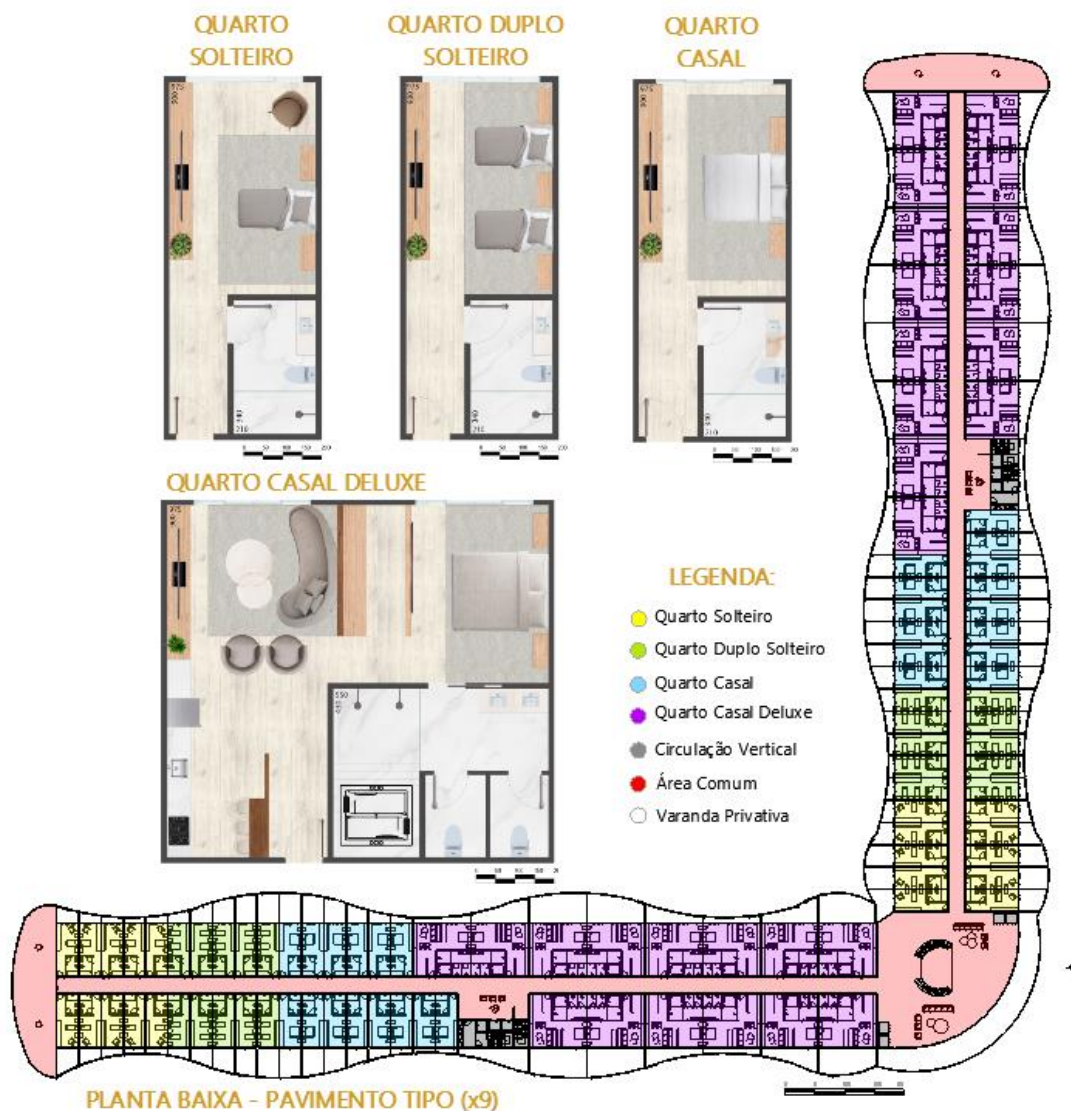 QUARTO
SOLTEIRO
QUARTO DUPLO
SOLTEIRO
QUARTO
CASAL
QUARTO CASAL DELUXE
LEGENDA:
Quarto Solteiro
Quarto Duplo Solteiro
Quarto Casal
Quarto Casal Deluxe
Circulação Vertical
Área Comum
Varanda Privativa
PLANTA BAIXA - PAVIMENTO TIPO (x9)